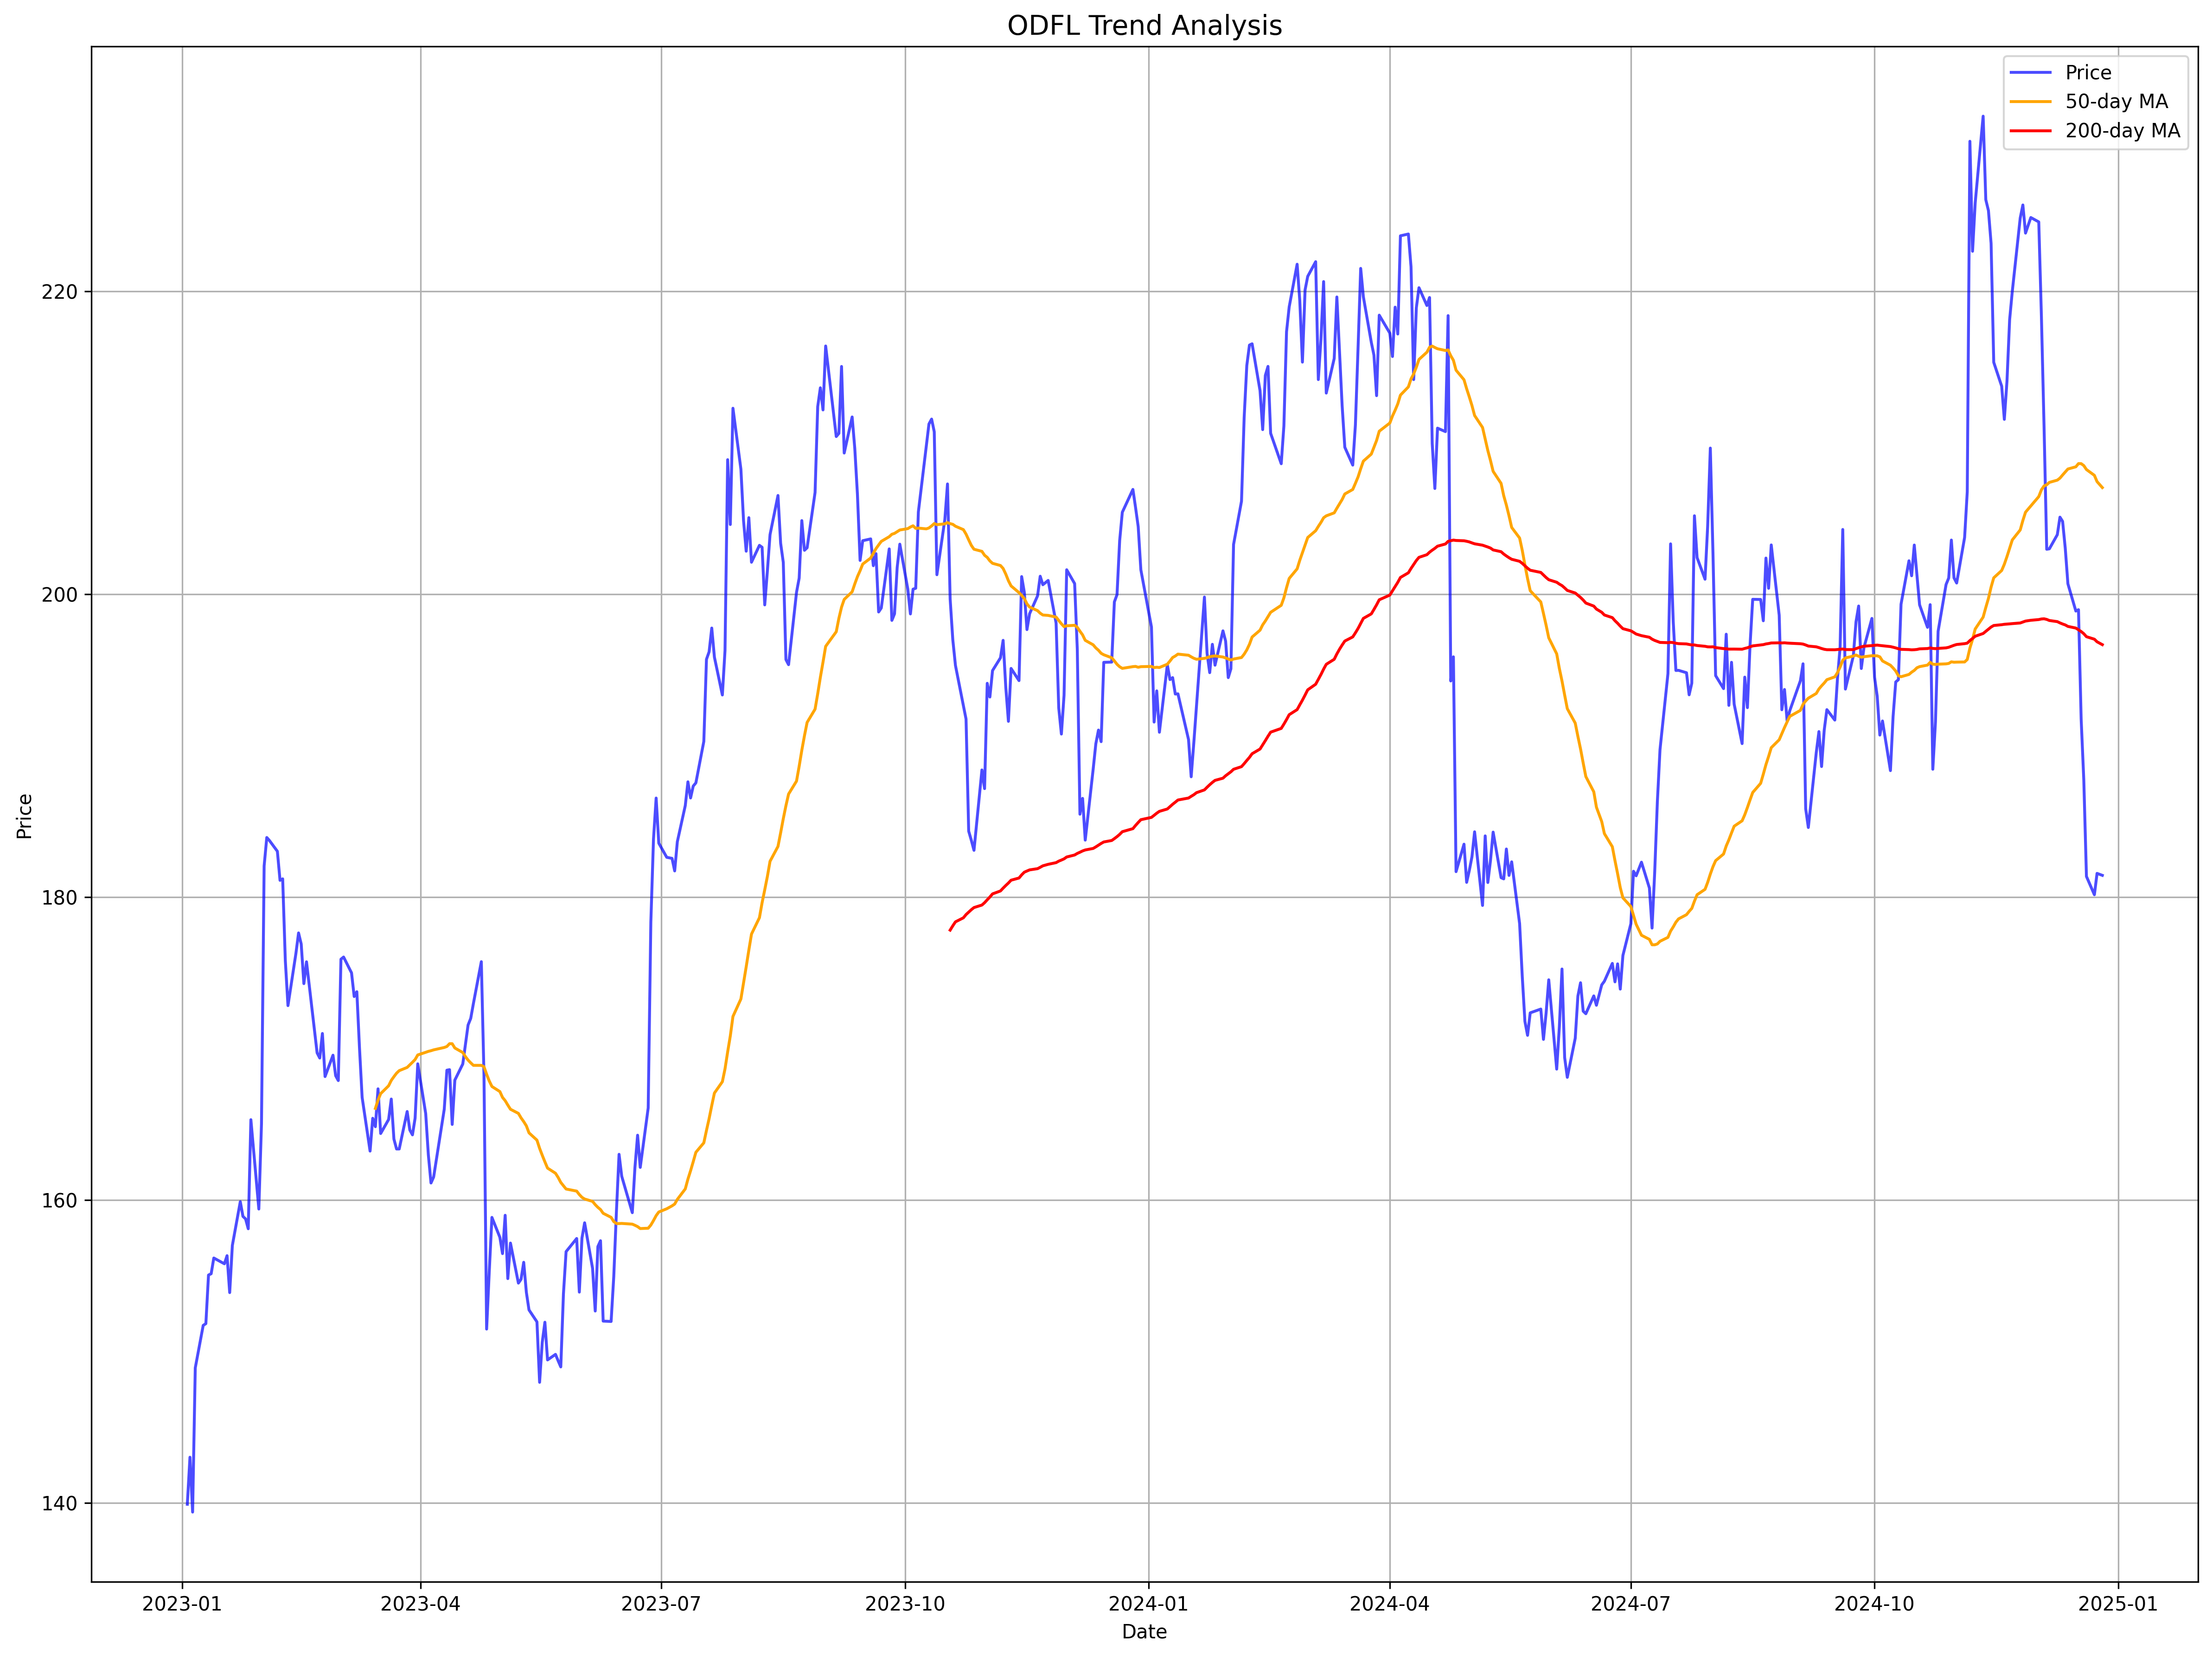 ODFL Trend Analysis
Price
50-day MA
200-day MA
220
200
180
160
140
Price
2023-01
2023-04
2023-07
2023-10
2024-01
2024-04
2024-07
2024-10
2025-01
Date